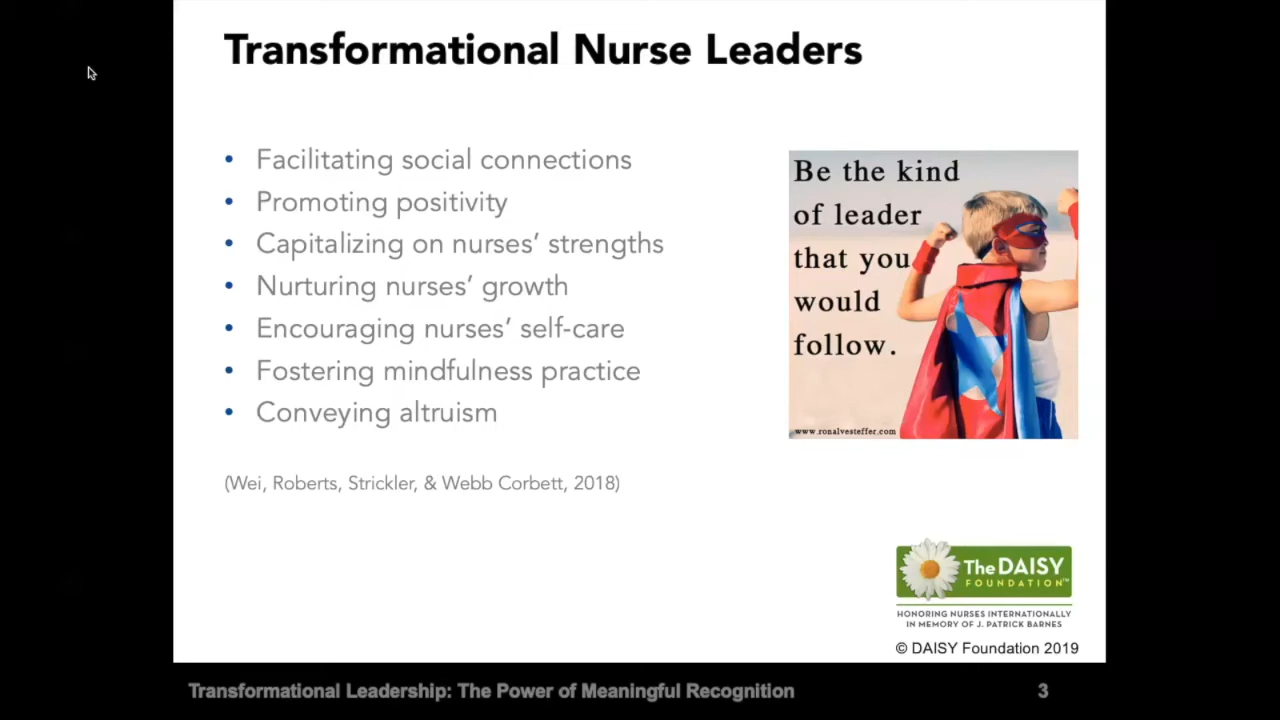 Transformational Nurse Leaders
• Facilitating social connections
• Promoting positivity
• Capitalizing on nurses’ strengths
• Nurturing nurses’ growth
• Encouraging nurses’ self-care
• Fostering mindfulness practice
• Conveying altruism
(Wei, Roberts, Strickler, & Webb Corbett, 2018)
Be the kind
of leader
that you
would
follow.
www.ronalvesteffer.com
The DAISY
FOUNDATION™
HONORING NURSES INTERNATIONALLY
IN MEMORY OF J. PATRICK BARNES
© DAISY Foundation 2019
Transformational Leadership: The Power of Meaningful Recognition
3